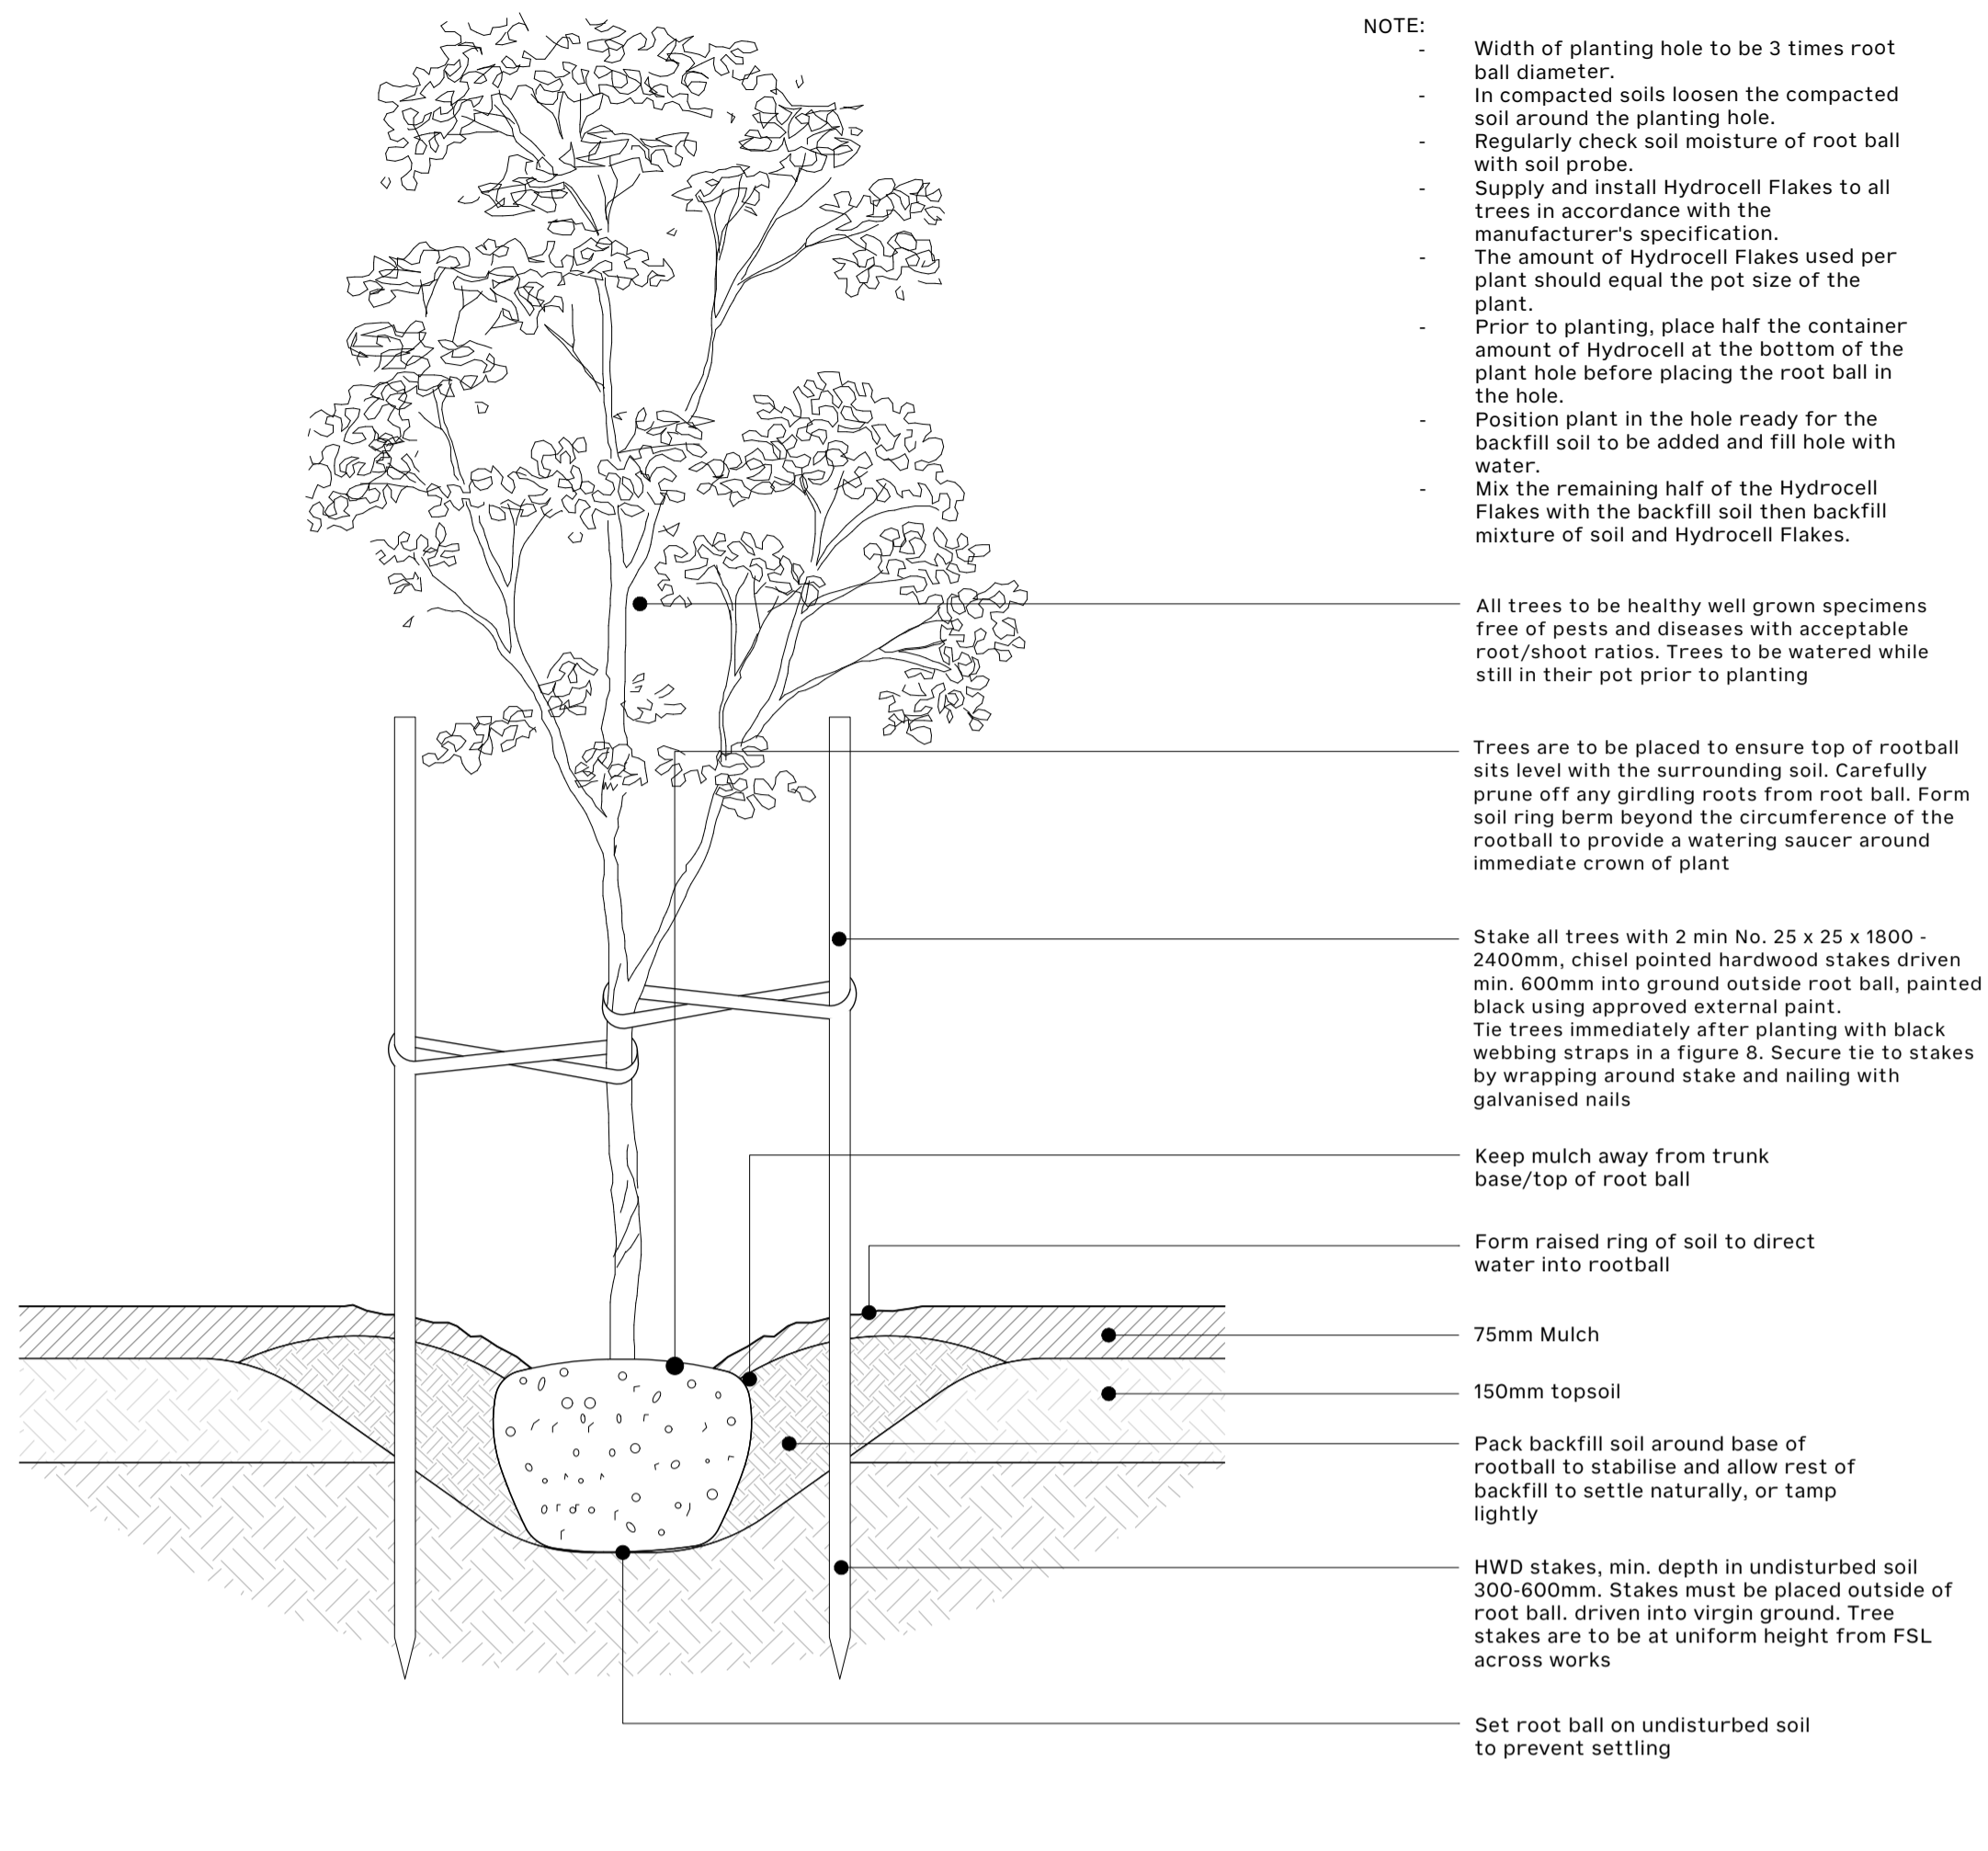 NOTE:
- Width of planting hole to be 3 times root
ball diameter.
- In compacted soils loosen the compacted
soil around the planting hole.
- Regularly check soil moisture of root ball
with soil probe.
- Supply and install Hydrocell Flakes to all
trees in accordance with the
manufacturer's specification.
- The amount of Hydrocell Flakes used per
plant should equal the pot size of the
plant.
- Prior to planting, place half the container
amount of Hydrocell at the bottom of the
plant hole before placing the root ball in
the hole.
- Position plant in the hole ready for the
backfill soil to be added and fill hole with
water.
- Mix the remaining half of the Hydrocell
Flakes with the backfill soil then backfill
mixture of soil and Hydrocell Flakes.
All trees to be healthy well grown specimens
free of pests and diseases with acceptable
root/shoot ratios. Trees to be watered while
still in their pot prior to planting
Trees are to be placed to ensure top of rootball
sits level with the surrounding soil. Carefully
prune off any girdling roots from root ball. Form
soil ring berm beyond the circumference of the
rootball to provide a watering saucer around
immediate crown of plant
Stake all trees with 2 min No. 25 x 25 x 1800 -
2400mm, chisel pointed hardwood stakes driven
min. 600mm into ground outside root ball, painted
black using approved external paint.
Tie trees immediately after planting with black
webbing straps in a figure 8. Secure tie to stakes
by wrapping around stake and nailing with
galvanised nails
Keep mulch away from trunk
base/top of root ball
Form raised ring of soil to direct
water into rootball
75mm Mulch
150mm topsoil
Pack backfill soil around base of
rootball to stabilise and allow rest of
backfill to settle naturally, or tamp
lightly
HWD stakes, min. depth in undisturbed soil
300-600mm. Stakes must be placed outside of
root ball. driven into virgin ground. Tree
stakes are to be at uniform height from FSL
across works
Set root ball on undisturbed soil
to prevent settling